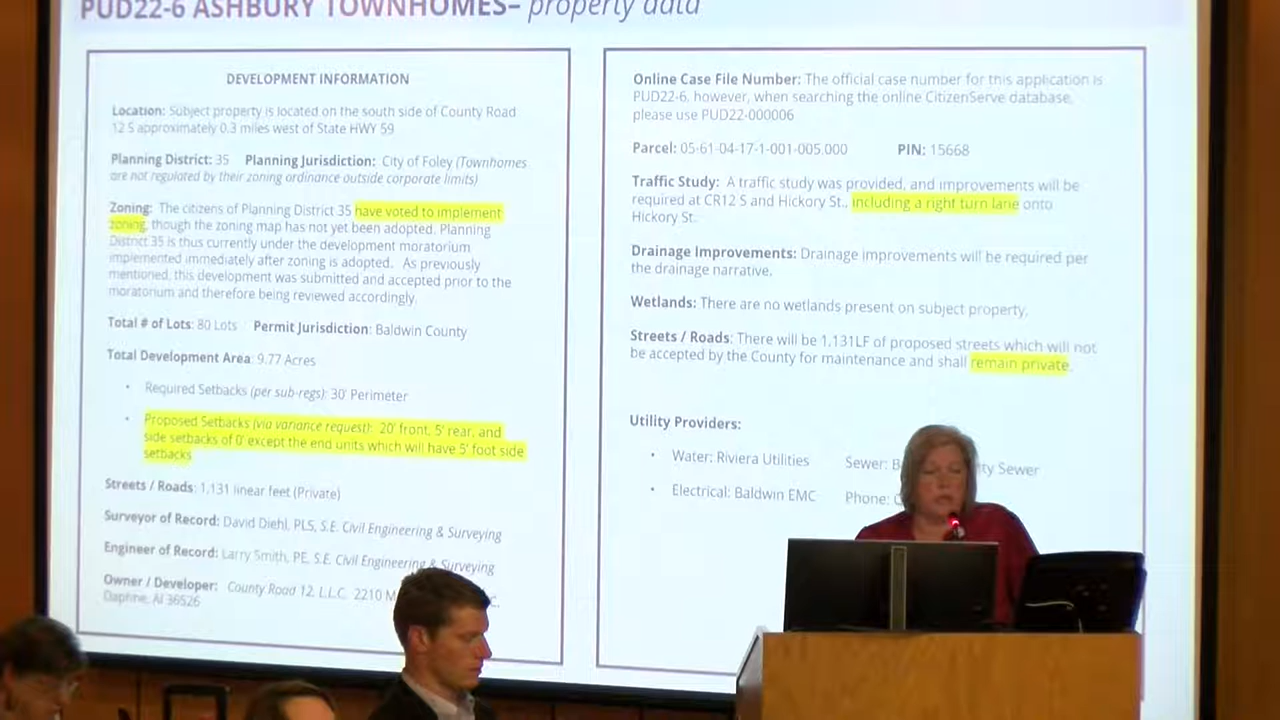 PUD22-6 ASHBURY TOWNHOMES– property data
DEVELOPMENT INFORMATION
Location: Subject property is located on the south side of County Road
12 S approximately 0.3 miles west of State HWY 59
Planning District: 35 Planning Jurisdiction: City of Foley (Townhomes
are not regulated by their zoning ordinance outside corporate limits)
Zoning: The citizens of Planning District 35 have voted to implement
zoning, though the zoning map has not yet been adopted. Planning
District 35 is thus currently under the development moratorium
implemented immediately after zoning is adopted. As previously
mentioned, this development was submitted and accepted prior to the
moratorium and therefore being reviewed accordingly.
Total # of Lots: 80 Lots Permit Jurisdiction: Baldwin County
Total Development Area: 9.77 Acres
• Required Setbacks (per sub-regs): 30' Perimeter
• Proposed Setbacks (via variance request): 20' front, 5' rear, and
side setbacks of 0' except the end units which will have 5' foot side
setbacks
Streets / Roads: 1,131 linear feet (Private)
Surveyor of Record: David Diehl, PLS, S.E. Civil Engineering & Surveying
Engineer of Record: Larry Smith, PE, S.E. Civil Engineering & Surveying
Owner / Developer: County Road 12, L.L.C. 2210 M
Daphne, Al 36526
Online Case File Number: The official case number for this application is
PUD22-6, however, when searching the online CitizenServe database,
please use PUD22-000006
Parcel: 05-61-04-17-1-001-005.000 PIN: 15668
Traffic Study: A traffic study was provided, and improvements will be
required at CR12 S and Hickory St., including a right turn lane onto
Hickory St.
Drainage Improvements: Drainage improvements will be required per
the drainage narrative.
Wetlands: There are no wetlands present on subject property.
Streets / Roads: There will be 1.131LF of proposed streets which will not
be accepted by the County for maintenance and shall remain private.
Utility Providers:
• Water: Riviera Utilities Sewer: B ty Sewer
• Electrical: Baldwin EMC Phone: